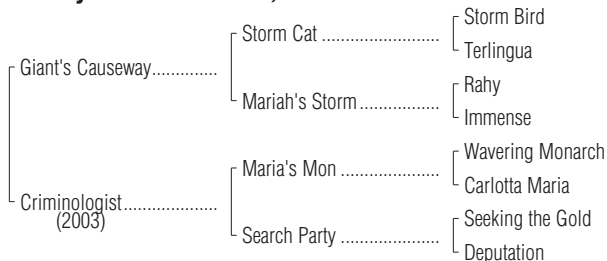 Storm Bird
Storm Cat ....................
Terlingua
Giant's Causeway..............
Rahy
Mariah's Storm .................
Immense
Wavering Monarch
Maria's Mon .....................
Carlotta Maria
Criminologist....................
(2003)
Seeking the Gold
Search Party .....................
Deputation